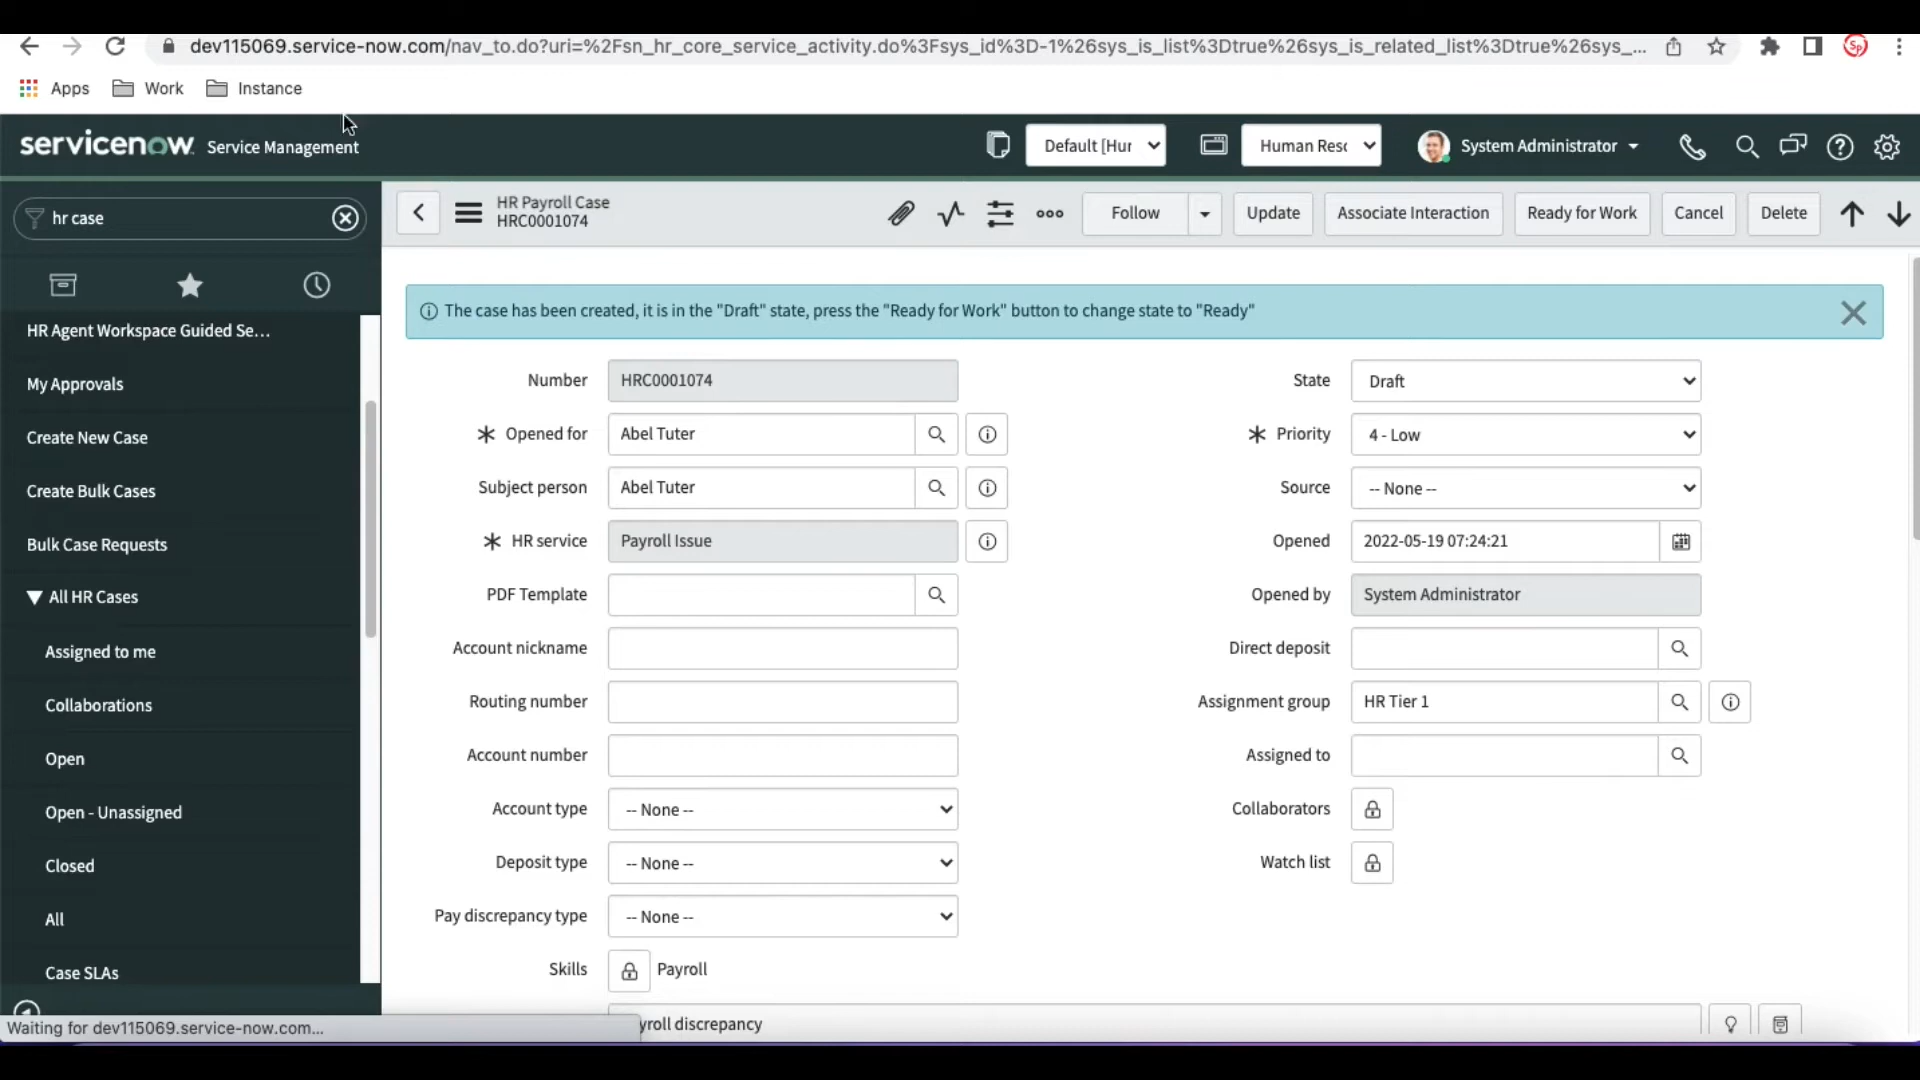 dev115069.service-now.com/nav_to.do?uri=%2Fsn_hr_core_service_activity.do%3Fsys_id%3D-1%26sys_is_list%3Dtrue%26sys_is_related_list%3Dtrue%26sys_...
Sp
Apps
Work
Instance
servicenow
Service Management
Default [Hur
Human Resc
System Administrator
hr case
HR Payroll Case
HRC0001074
Follow
Update
Associate Interaction
Ready for Work
Cancel
Delete
HR Agent Workspace Guided Se...
My Approvals
Create New Case
Create Bulk Cases
Bulk Case Requests
All HR Cases
Assigned to me
Collaborations
Open
Open - Unassigned
Closed
All
Case SLAs
Waiting for dev115069.service-now.com...
The case has been created, it is in the "Draft" state, press the "Ready for Work" button to change state to "Ready"
Number HRC0001074
Opened for Abel Tuter
Subject person Abel Tuter
HR service Payroll Issue
PDF Template
Account nickname
Routing number
Account number
Account type -- None --
Deposit type -- None --
Pay discrepancy type -- None --
Skills Payroll
State Draft
Priority 4 - Low
Source -- None --
Opened 2022-05-19 07:24:21
Opened by System Administrator
Direct deposit
Assignment group HR Tier 1
Assigned to
Collaborators
Watch list
yroll discrepancy